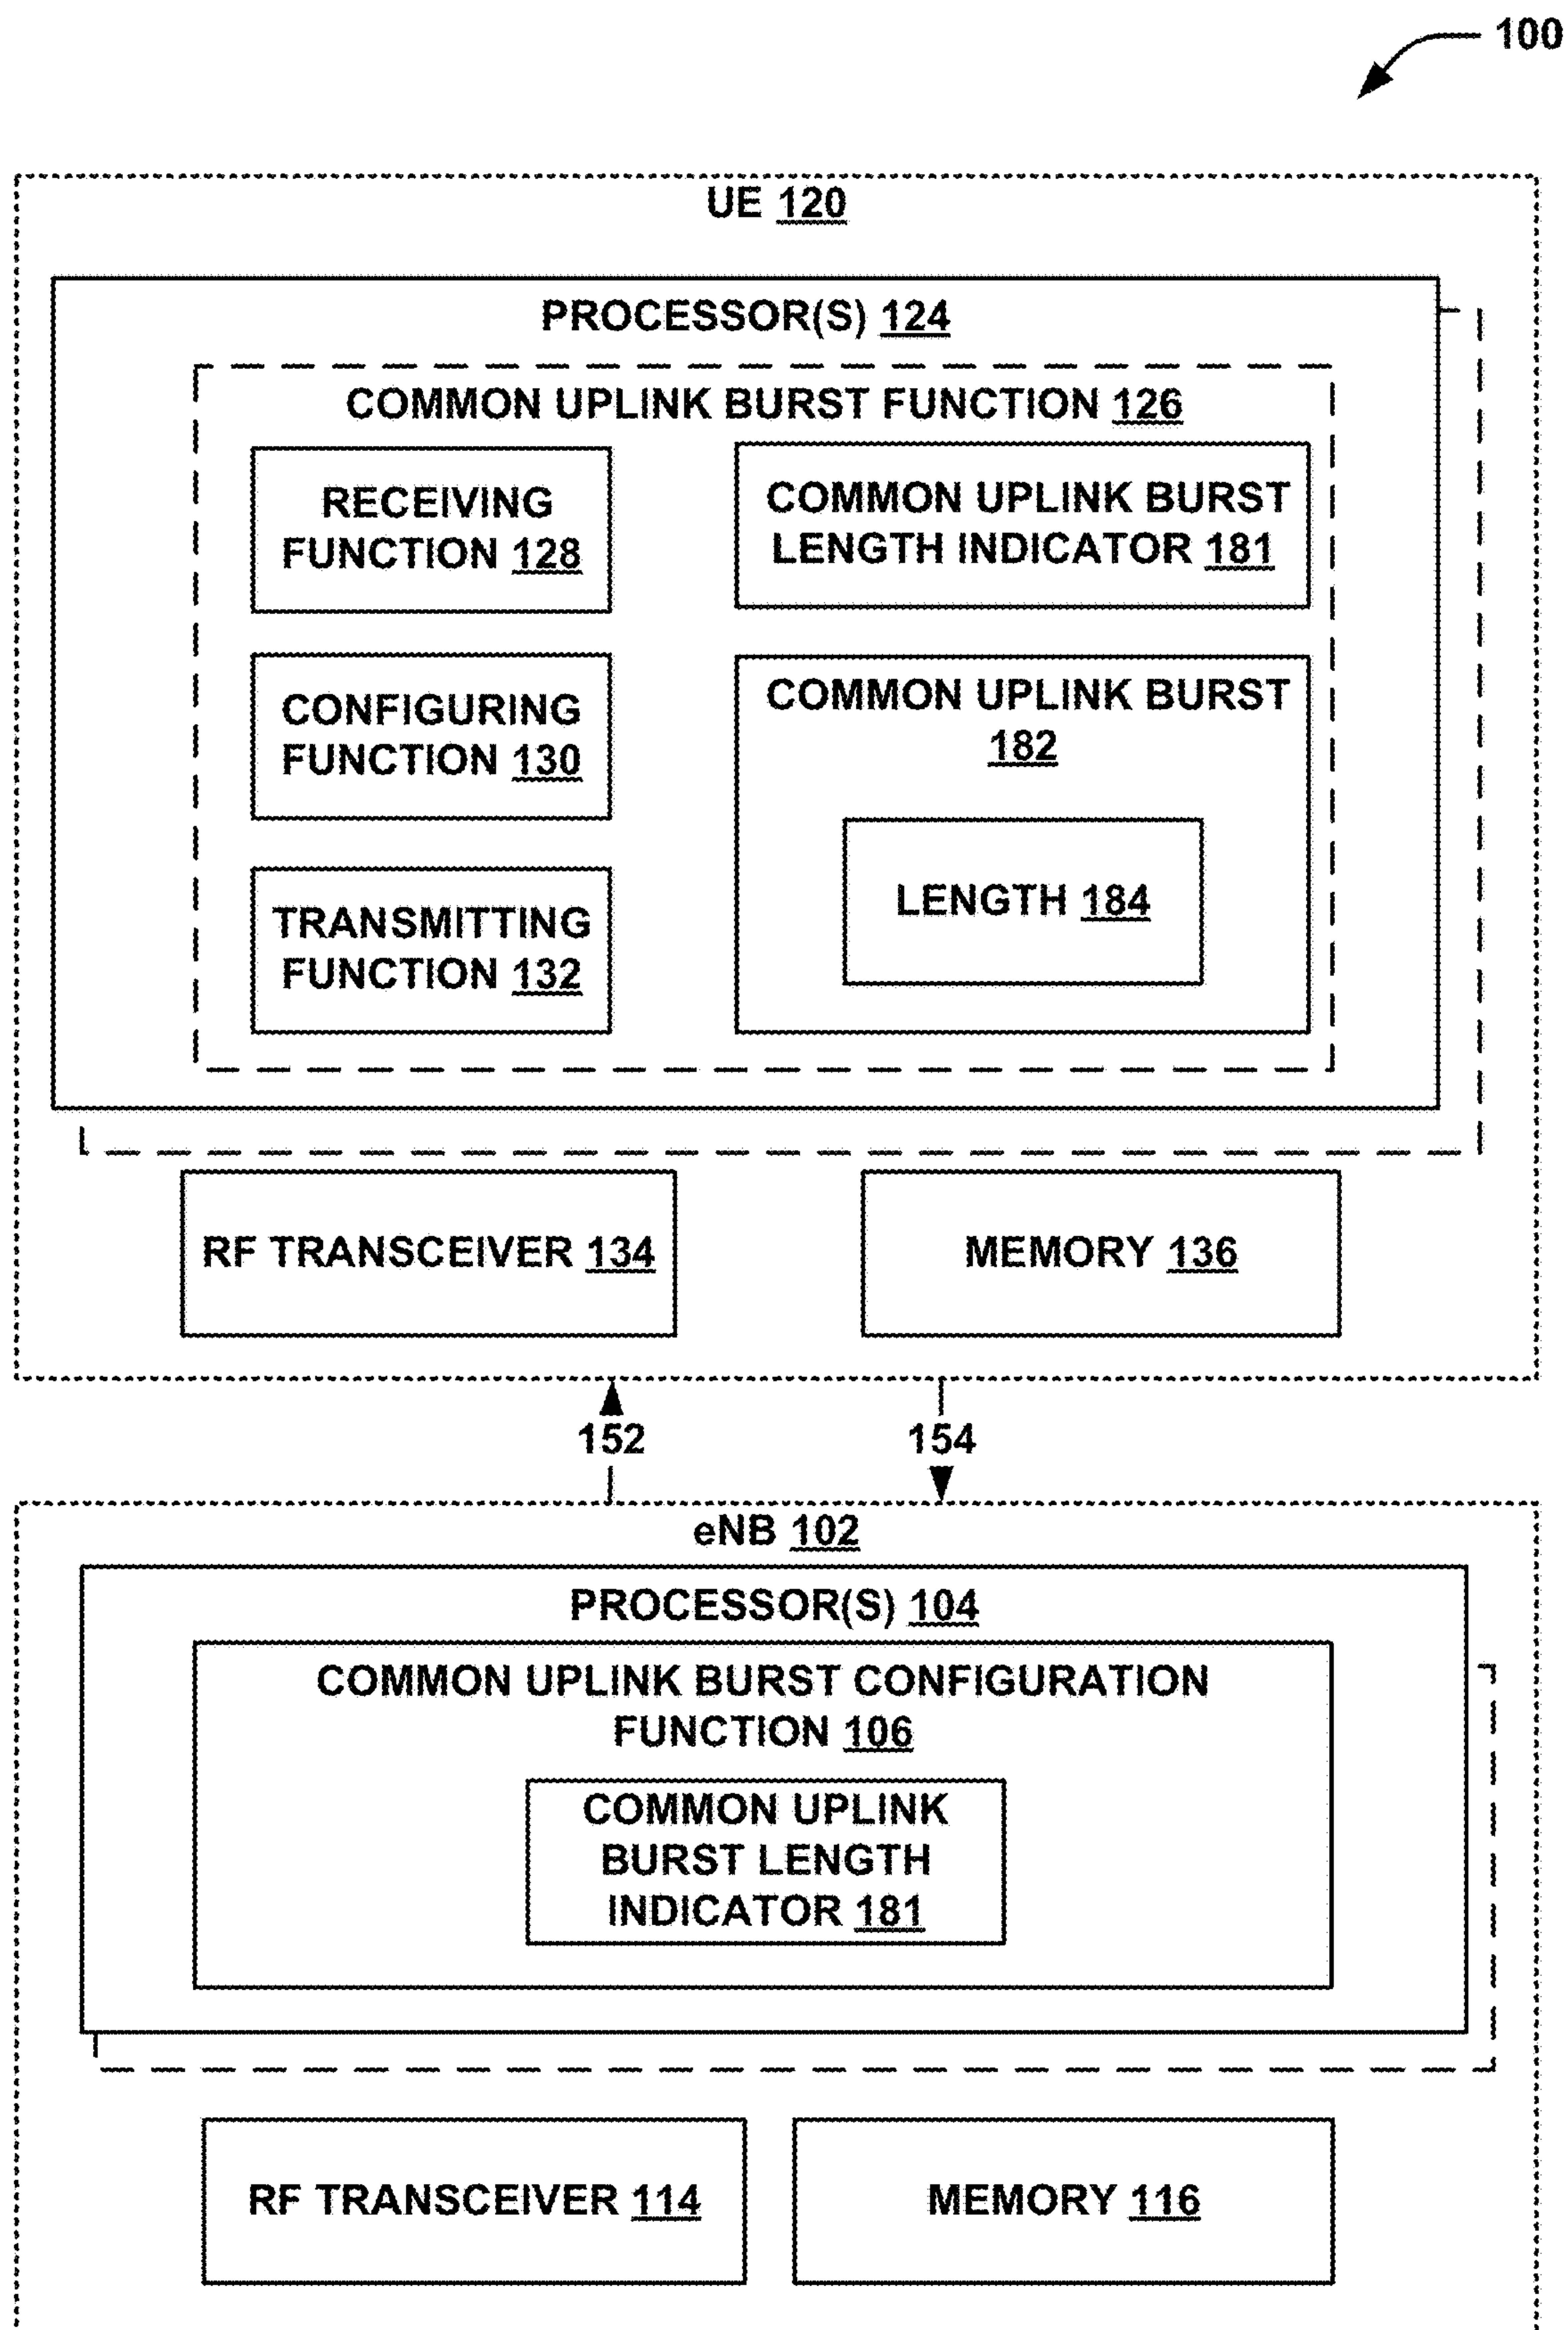 100
UE 120
PROCESSOR(S) 124
COMMON UPLINK BURST FUNCTION 126
RECEIVING
FUNCTION 128
COMMON UPLINK BURST
LENGTH INDICATOR 181
CONFIGURING
FUNCTION 130
COMMON UPLINK BURST
182
LENGTH 184
TRANSMITTING
FUNCTION 132
RF TRANSCEIVER 134
MEMORY 136
152
154
eNB 102
PROCESSOR(S) 104
COMMON UPLINK BURST CONFIGURATION
FUNCTION 106
COMMON UPLINK
BURST LENGTH
INDICATOR 181
RF TRANSCEIVER 114
MEMORY 116